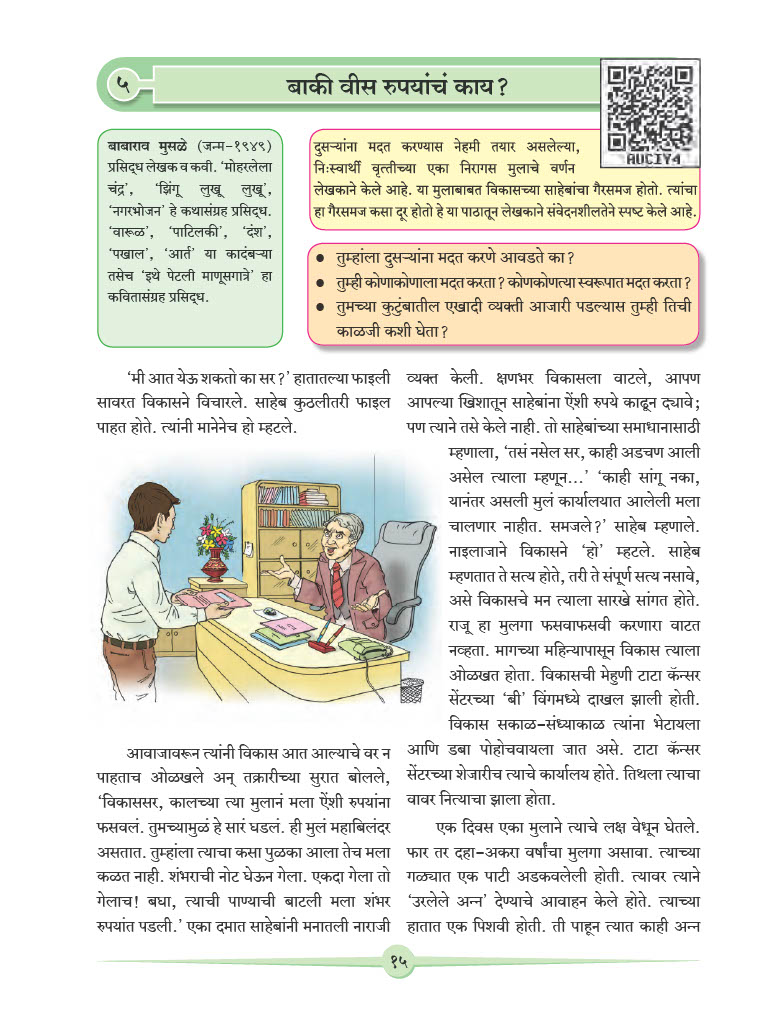 ५
बाकी वीस रुपयांचं काय?
AUCIY4
बाबाराव मुसळे (जन्म-१९४९)
प्रसिद्ध लेखक व कवी. ‘मोहरलेला
चंद्र’, ‘झिंगू लुखू लुखू’,
‘नगरभोजन’ हे कथासंग्रह प्रसिद्ध.
‘वारूळ’, ‘पाटिलकी’, ‘दंश’,
‘पखाल’, ‘आर्त’ या कादंबऱ्या
तसेच ‘इथे पेटली माणूसगात्रे’ हा
कवितासंग्रह प्रसिद्ध.
दुसऱ्यांना मदत करण्यास नेहमी तयार असलेल्या,
निःस्वार्थी वृत्तीच्या एका निरागस मुलाचे वर्णन
लेखकाने केले आहे. या मुलाबाबत विकासच्या साहेबांचा गैरसमज होतो. त्यांचा
हा गैरसमज कसा दूर होतो हे या पाठातून लेखकाने संवेदनशीलतेने स्पष्ट केले आहे.
● तुम्हांला दुसऱ्यांना मदत करणे आवडते का?
● तुम्ही कोणाकोणाला मदत करता? कोणकोणत्या स्वरूपात मदत करता?
● तुमच्या कुटुंबातील एखादी व्यक्ती आजारी पडल्यास तुम्ही तिची
काळजी कशी घेता?
‘मी आत येऊ शकतो का सर?’ हातातल्या फाइली
सावरत विकासने विचारले. साहेब कुठलीतरी फाइल
पाहत होते. त्यांनी मानेनेच हो म्हटले.
आवाजावरून त्यांनी विकास आत आल्याचे वर न
पाहताच ओळखले अन् तक्रारीच्या सुरात बोलले,
‘विकाससर, कालच्या त्या मुलानं मला ऐंशी रुपयांना
फसवलं. तुमच्यामुळं हे सारं घडलं. ही मुलं महाबिलंदर
असतात. तुम्हांला त्याचा कसा पुळका आला तेच मला
कळत नाही. शंभराची नोट घेऊन गेला. एकदा गेला तो
गेलाच! बघा, त्याची पाण्याची बाटली मला शंभर
रुपयांत पडली.’ एका दमात साहेबांनी मनातली नाराजी
व्यक्त केली. क्षणभर विकासला वाटले, आपण
आपल्या खिशातून साहेबांना ऐंशी रुपये काढून द्यावे;
पण त्याने तसे केले नाही. तो साहेबांच्या समाधानासाठी
म्हणाला, ‘तसं नसेल सर, काही अडचण आली
असेल त्याला म्हणून...’ ‘काही सांगू नका,
यानंतर असली मुलं कार्यालयात आलेली मला
चालणार नाहीत. समजले?’ साहेब म्हणाले.
नाइलाजाने विकासने ‘हो’ म्हटले. साहेब
म्हणतात ते सत्य होते, तरी ते संपूर्ण सत्य नसावे,
असे विकासचे मन त्याला सारखे सांगत होते.
राजू हा मुलगा फसवाफसवी करणारा वाटत
नव्हता. मागच्या महिन्यापासून विकास त्याला
ओळखत होता. विकासची मेहुणी टाटा कॅन्सर
सेंटरच्या ‘बी’ विंगमध्ये दाखल झाली होती.
विकास सकाळ-संध्याकाळ त्यांना भेटायला
आणि डबा पोहोचवायला जात असे. टाटा कॅन्सर
सेंटरच्या शेजारीच त्याचे कार्यालय होते. तिथला त्याचा
वावर नित्याचा झाला होता.
एक दिवस एका मुलाने त्याचे लक्ष वेधून घेतले.
फार तर दहा-अकरा वर्षांचा मुलगा असावा. त्याच्या
गळ्यात एक पाटी अडकवलेली होती. त्यावर त्याने
‘उरलेले अन्न’ देण्याचे आवाहन केले होते. त्याच्या
हातात एक पिशवी होती. ती पाहून त्यात काही अन्न
१५